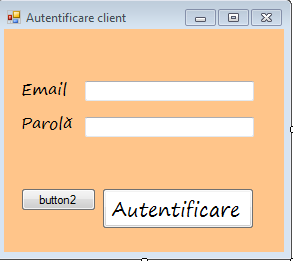 Autentificare client
Email
Parolă
button2
Autentificare